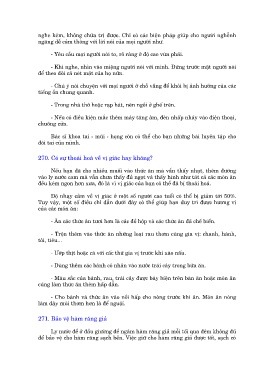 nghe kém, không chữa trị được. Chỉ có các biện pháp giúp cho người nghễnh
ngãng dễ cảm thông với lời nói của mọi người như:
- Yêu cầu mọi người nói to, rõ ràng ở độ cao vừa phải.
- Khi nghe, nhìn vào miệng người nói với mình. Đứng trước mặt người nói
để theo dõi cả nét mặt của họ nữa.
- Chú ý nói chuyện với mọi người ở chỗ vắng để khỏi bị ảnh hưởng các
tiếng ồn chung quanh.
- Trong nhà thờ hoặc rạp hát, nên ngồi ở ghế trên.
- Nếu có điều kiện mắc thêm máy tăng âm, đèn nhấp nháy vào điện thoại,
chuông cửa.
Bác sĩ khoa tai - mũi - họng còn có thể cho bạn những bài luyện tập cho
đôi tai của mình.
270. Có sự thoái hoá về vị giác hay không?
Nếu bạn đã cho nhiều muối vào thức ăn mà vẫn thấy nhạt, thêm đường
vào ly nước cam mà vẫn chưa thấy đủ ngọt và thấy hình như tất cả các món ăn
đều kém ngon hơn xưa, đó là vì vị giác của bạn có thể đã bị thoái hoá.
Độ nhạy cảm về vị giác ở một số người cao tuổi có thể bị giảm tới 50%.
Tuy vậy, một số điều chỉ dẫn dưới đây có thể giúp bạn duy trì được hương vị
của các món ăn:
- Ăn các thức ăn tươi hơn là các đồ hộp và các thức ăn đã chế biến.
- Trộn thêm vào thức ăn những loại rau thơm cùng gia vị: chanh, hành,
tỏi, tiêu...
- Ướp thịt hoặc cá với các thứ gia vị trước khi xào nấu.
- Dùng thêm các bánh có nhân vào nước trái cây trong bữa ăn.
- Màu sắc của bánh, rau, trái cây được bày biện trên bàn ăn hoặc món ăn
cũng làm thức ăn thêm hấp dẫn.
- Cho bánh và thức ăn vào nồi hấp cho nóng trước khi ăn. Món ăn nóng
làm dậy mùi thơm hơn là để nguội.
271. Bảo vệ hàm răng giả
Ly nước để ở đầu giường để ngâm hàm răng giả mỗi tối qua đêm không đủ
để bảo vệ cho hàm răng sạch bền. Việc giữ cho hàm răng giả được tốt, sạch có